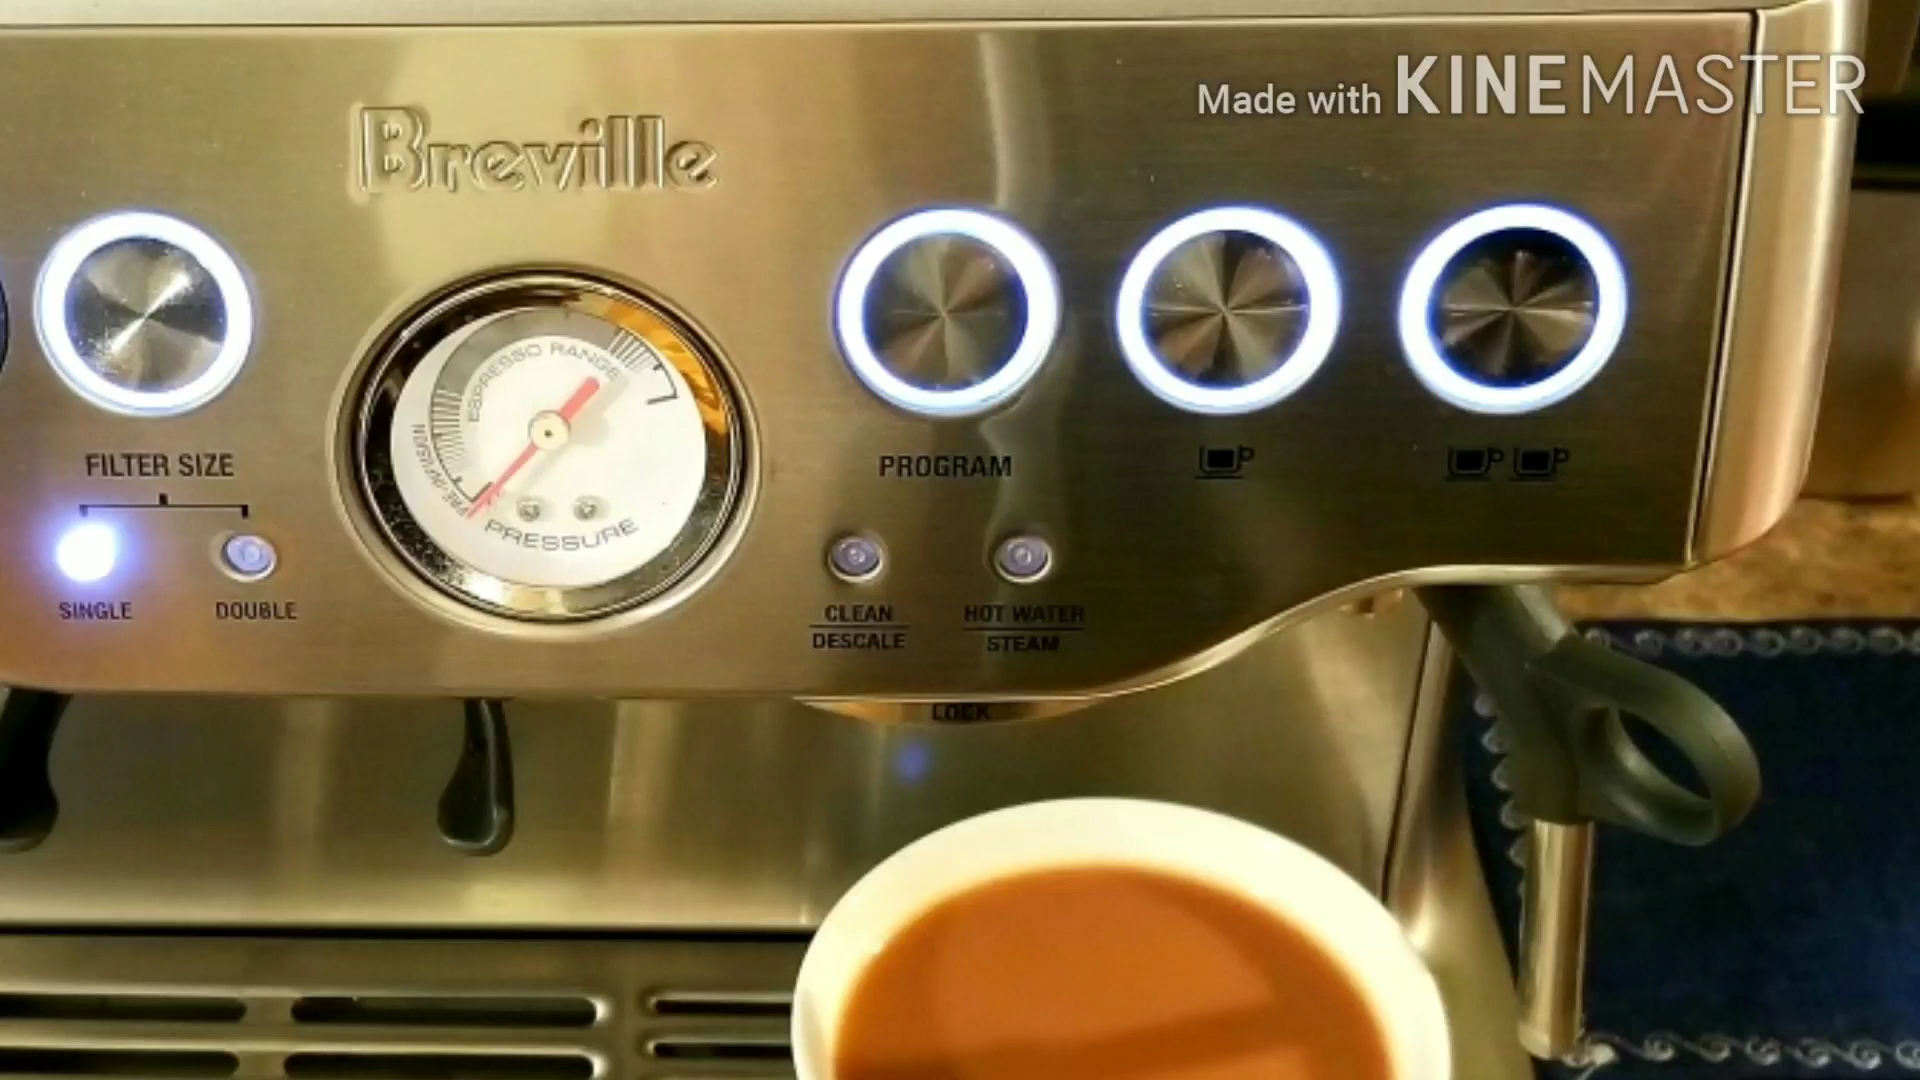 Made with KINEMASTER
Breville
ESPRESSO RANGE
PRE-INFUSION
PRESSURE
FILTER SIZE
SINGLE
DOUBLE
PROGRAM
CLEAN
DESCALE
HOT WATER
STEAM
LOCK